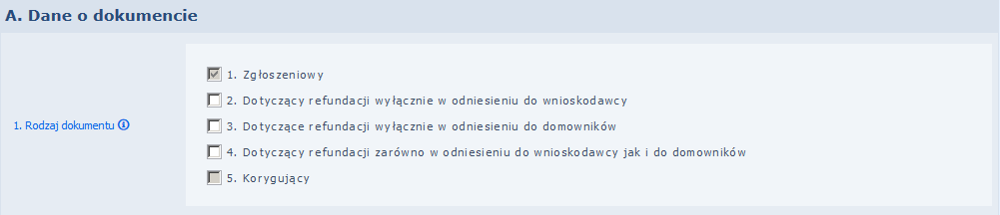 A. Dane o dokumencie
1. Zgłoszeniowy
2. Dotyczący refundacji wyłącznie w odniesieniu do wnioskodawcy
1. Rodzaj dokumentu
3. Dotyczące refundacji wyłącznie w odniesieniu do domowników
4. Dotyczący refundacji zarówno w odniesieniu do wnioskodawcy jak i do domowników
5. Korygujący